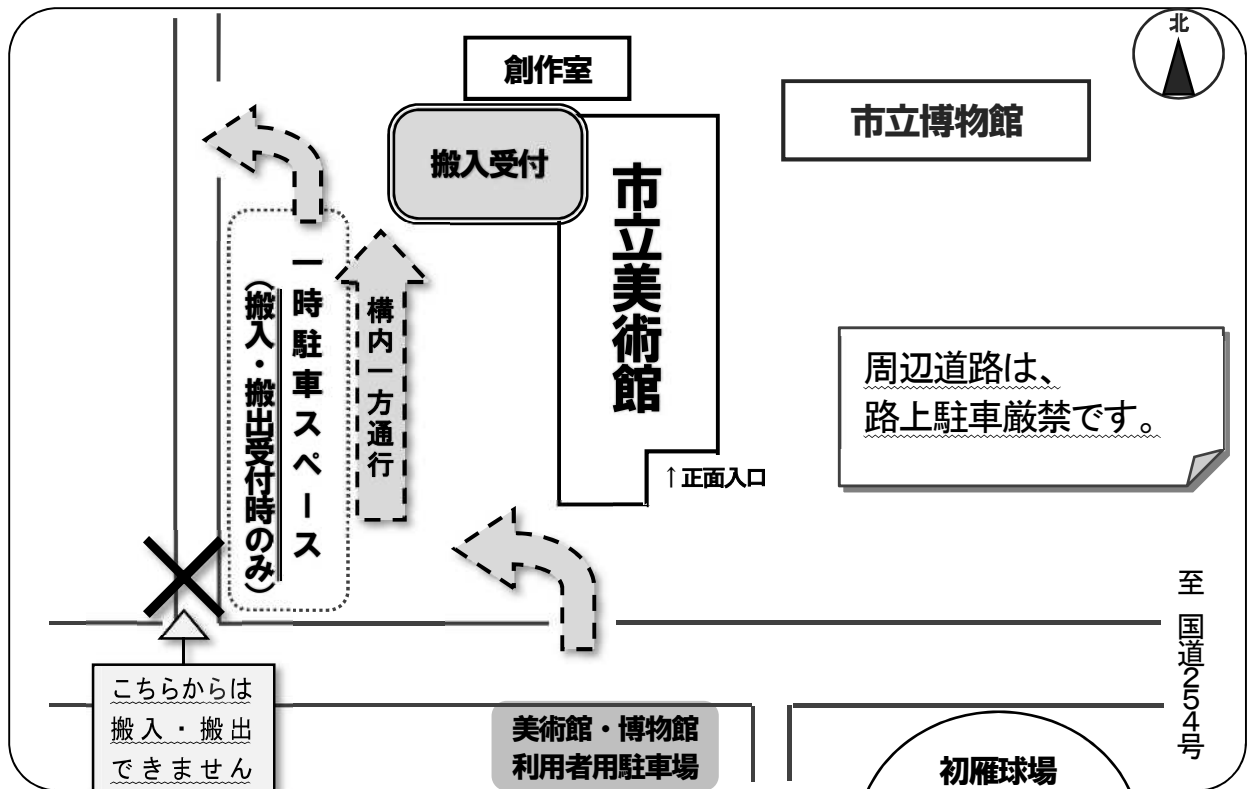 北
創作室
市立博物館
搬入受付
市立美術館
一時駐車スペース
(搬入・搬出受付時のみ)
構内一方通行
周辺道路は、
路上駐車厳禁です。
↑正面入口
至 国道254号
こちらからは
搬入・搬出
できません
美術館・博物館
利用者用駐車場
初雁球場